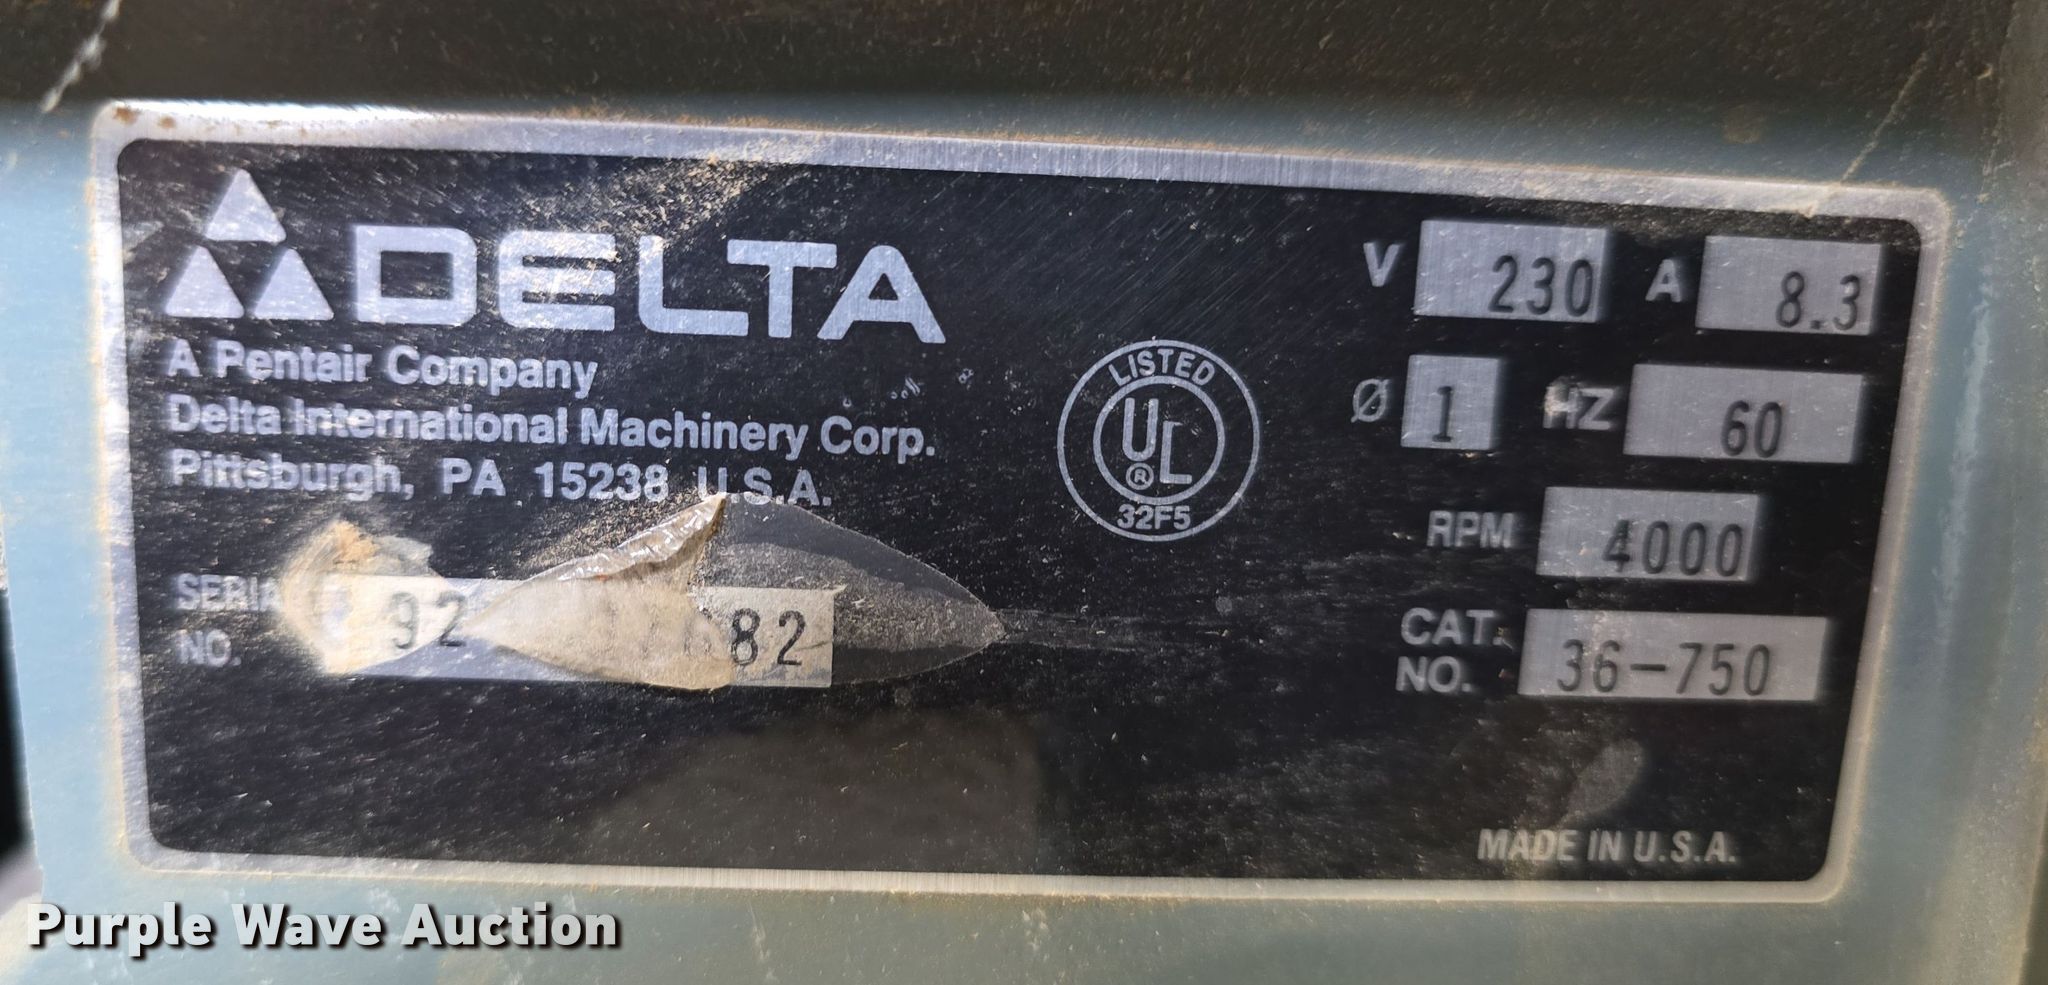 DELTA
A Pentair Company
Delta International Machinery Corp.
Pittsburgh, PA 15238 U.S.A.
NO. 92 82
LISTED
UL
®
32F5
V 230 A 8.3
Ø 1 HZ 60
RPM 4000
CAT. NO. 36-750
MADE IN U.S.A.
Purple Wave Auction